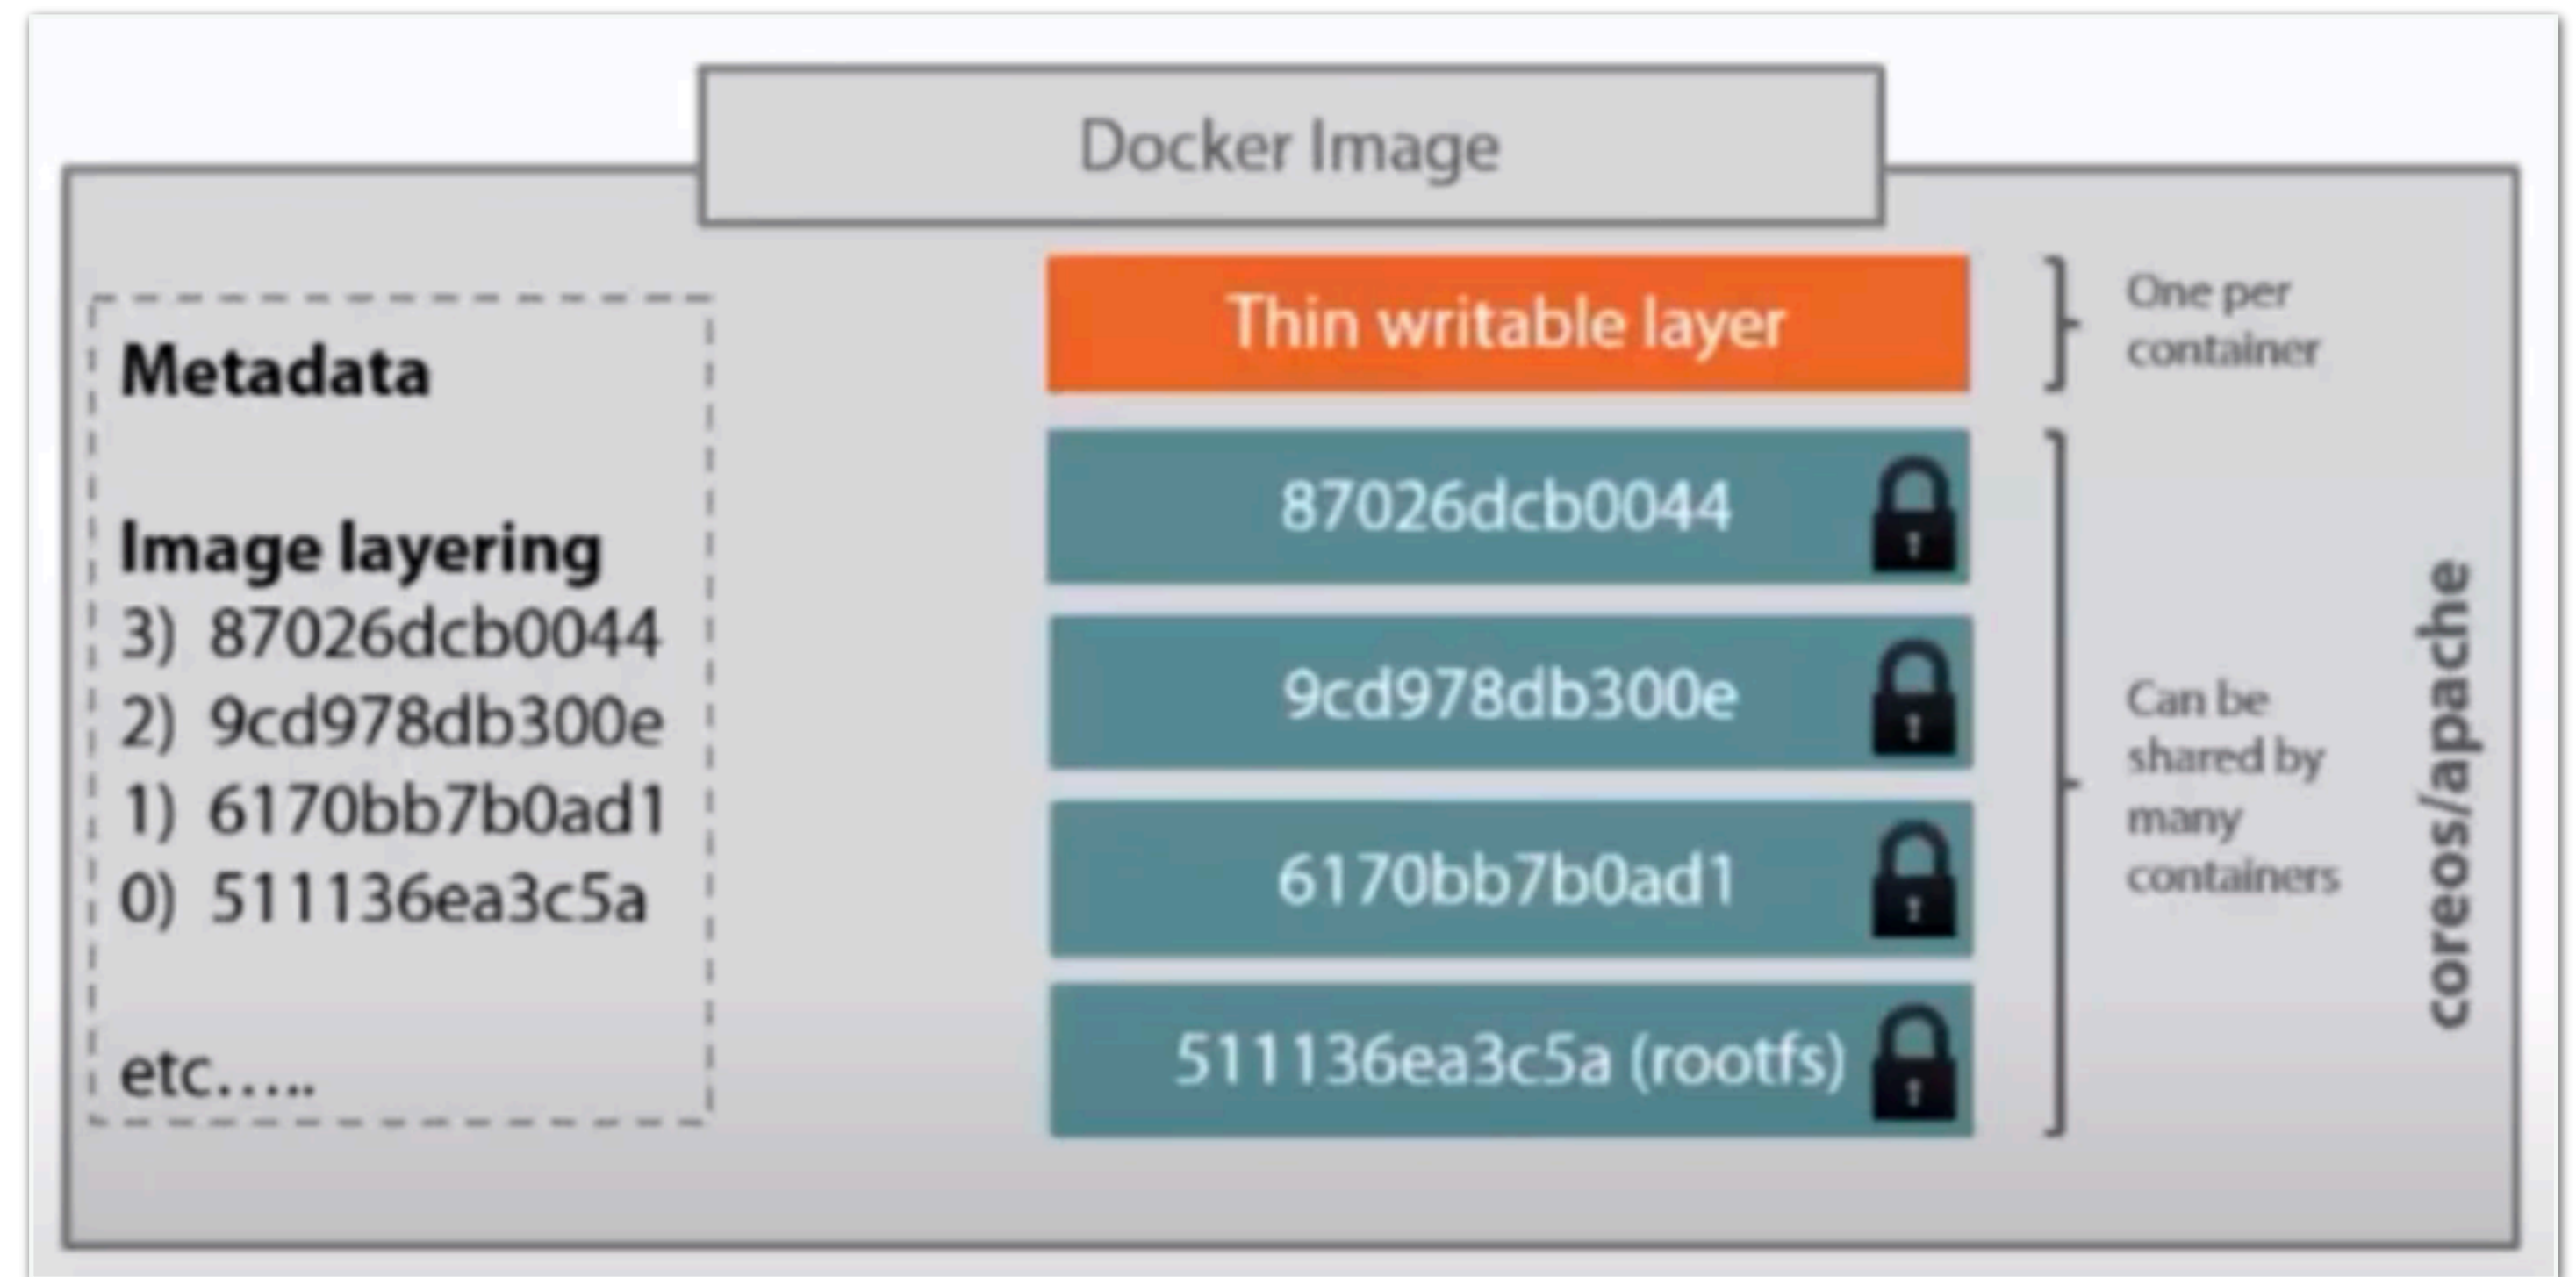 Docker Image
Metadata
Image layering
3) 87026dcb0044
2) 9cd978db300e
1) 6170bb7b0ad1
0) 511136ea3c5a
etc.....
Thin writable layer
87026dcb0044
9cd978db300e
6170bb7b0ad1
511136ea3c5a (rootfs)
One per
container
Can be
shared by
many
containers
coreos/apache